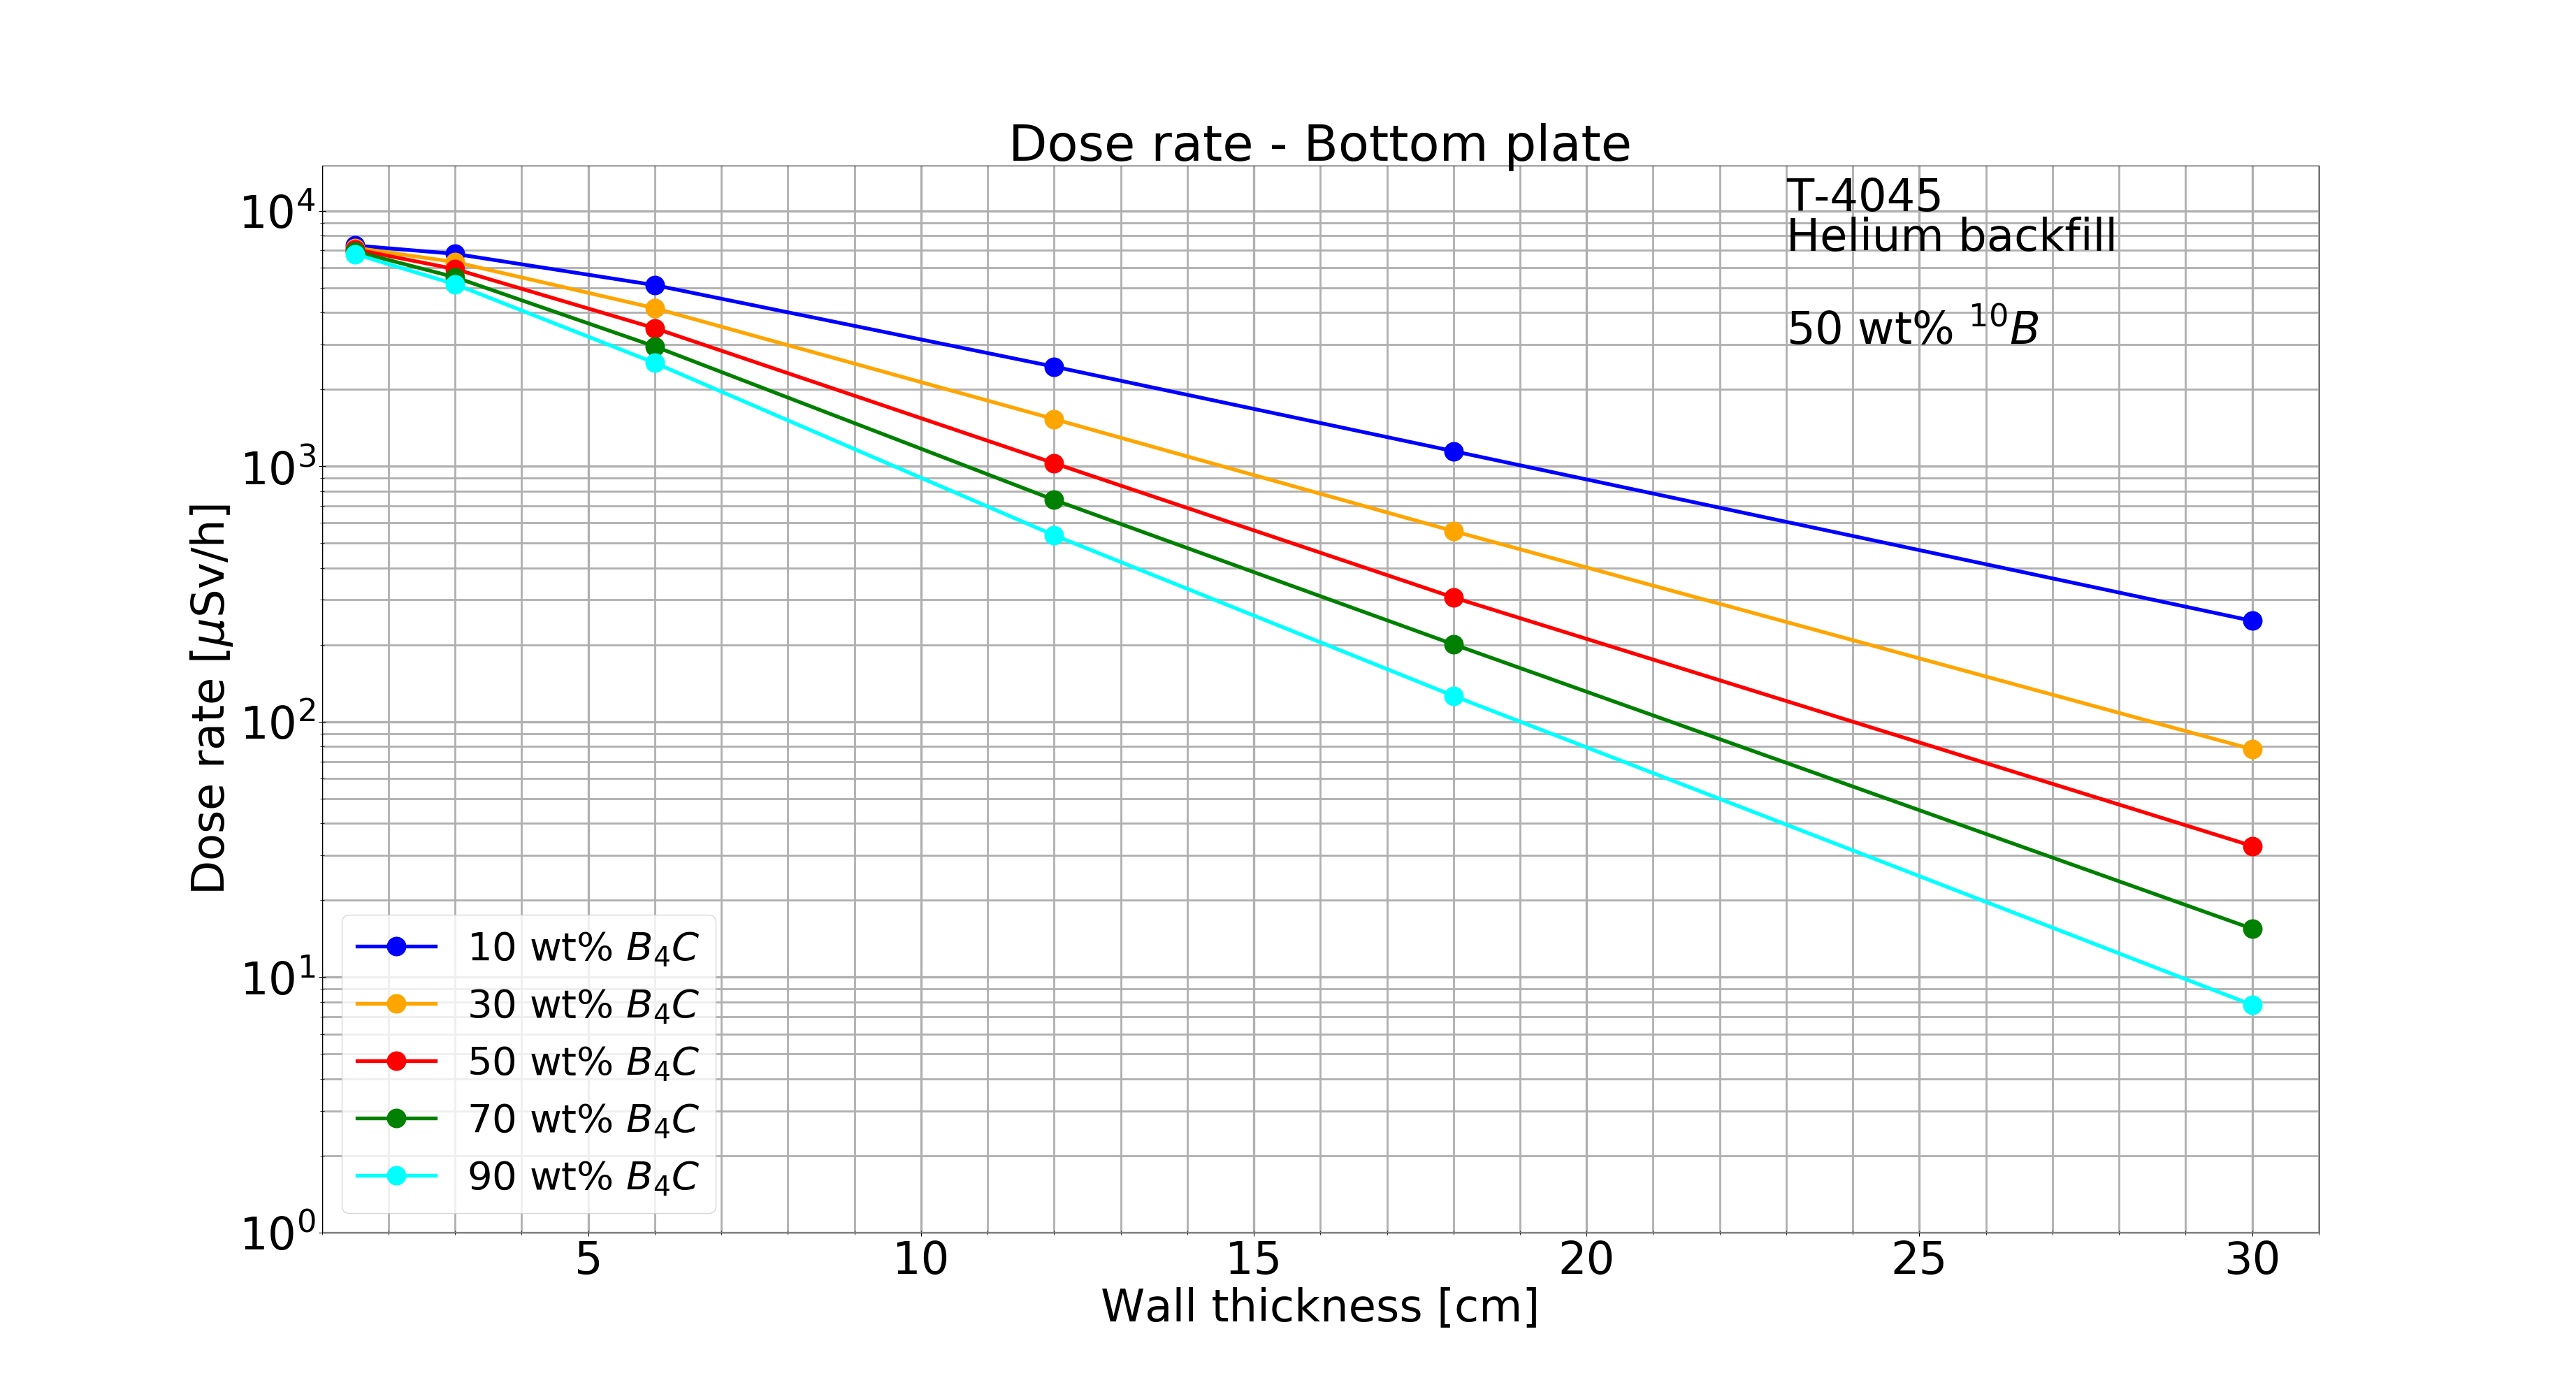 Dose rate - Bottom plate
T-4045
Helium backfill
50 wt% ¹⁰B
Dose rate [μSv/h]
10⁴
10³
10²
10¹
10⁰
10 wt% B₄C
30 wt% B₄C
50 wt% B₄C
70 wt% B₄C
90 wt% B₄C
5 10 15 20 25 30
Wall thickness [cm]